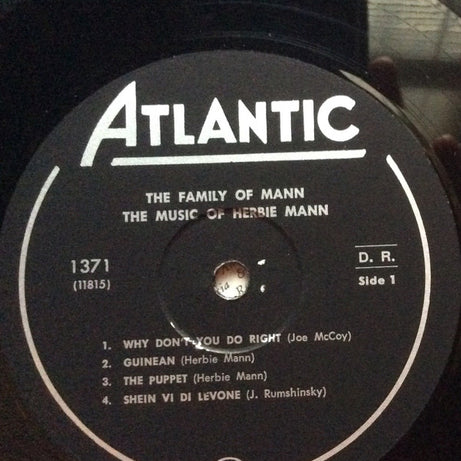 ATLANTIC
THE FAMILY OF MANN
THE MUSIC OF HERBIE MANN
1371
(11815)
D. R.
Side 1
1. WHY DON'T YOU DO RIGHT (Joe McCoy)
2. GUINEAN (Herbie Mann)
3. THE PUPPET (Herbie Mann)
4. SHEIN VI DI LEVONE (J. Rumshinsky)